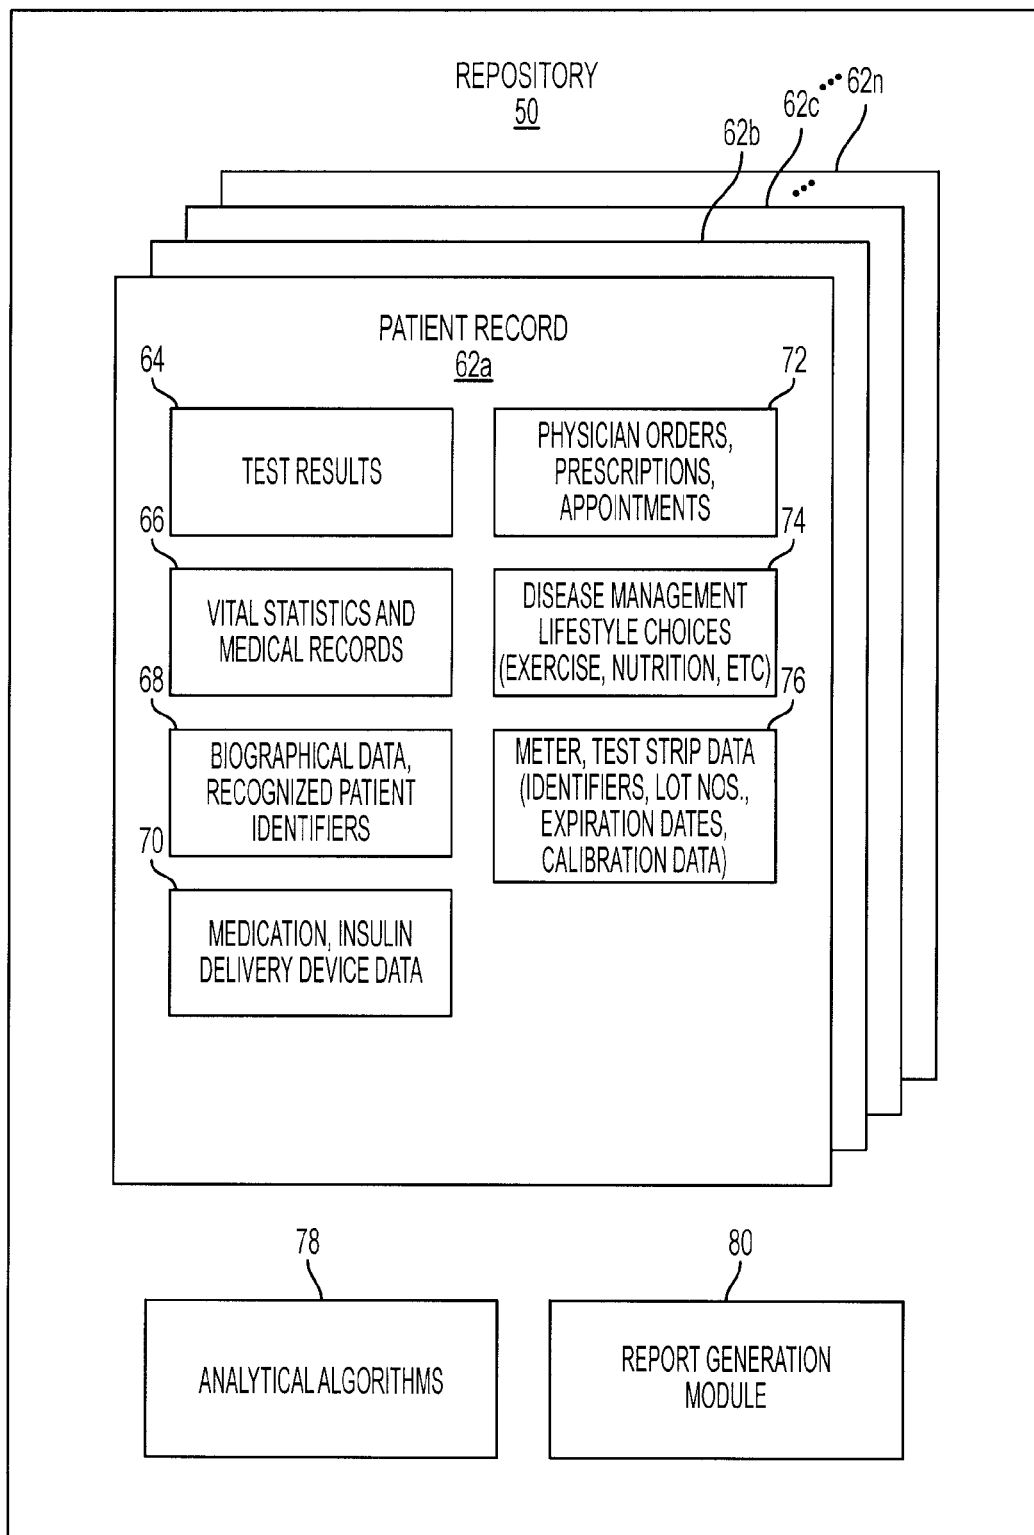 REPOSITORY
50
62b
62c
62n
PATIENT RECORD
62a
64
TEST RESULTS
66
VITAL STATISTICS AND
MEDICAL RECORDS
68
BIOGRAPHICAL DATA,
RECOGNIZED PATIENT
IDENTIFIERS
70
MEDICATION, INSULIN
DELIVERY DEVICE DATA
72
PHYSICIAN ORDERS,
PRESCRIPTIONS,
APPOINTMENTS
74
DISEASE MANAGEMENT
LIFESTYLE CHOICES
(EXERCISE, NUTRITION, ETC)
76
METER, TEST STRIP DATA
(IDENTIFIERS, LOT NOS.,
EXPIRATION DATES,
CALIBRATION DATA)
78
ANALYTICAL ALGORITHMS
80
REPORT GENERATION
MODULE